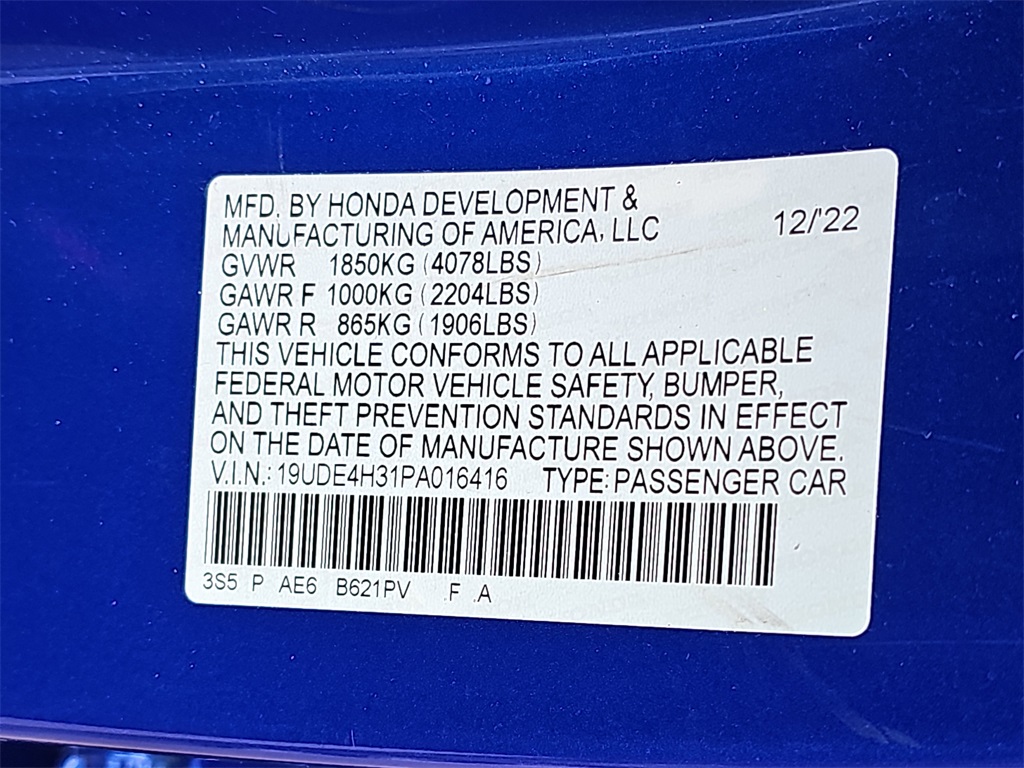 MFD. BY HONDA DEVELOPMENT &
MANUFACTURING OF AMERICA, LLC 12/'22
GVWR 1850KG (4078LBS)
GAWR F 1000KG (2204LBS)
GAWR R 865KG (1906LBS)
THIS VEHICLE CONFORMS TO ALL APPLICABLE
FEDERAL MOTOR VEHICLE SAFETY, BUMPER,
AND THEFT PREVENTION STANDARDS IN EFFECT
ON THE DATE OF MANUFACTURE SHOWN ABOVE.
V.I.N.: 19UDE4H31PA016416 TYPE: PASSENGER CAR
3S5 P AE6 B621PV .F .A